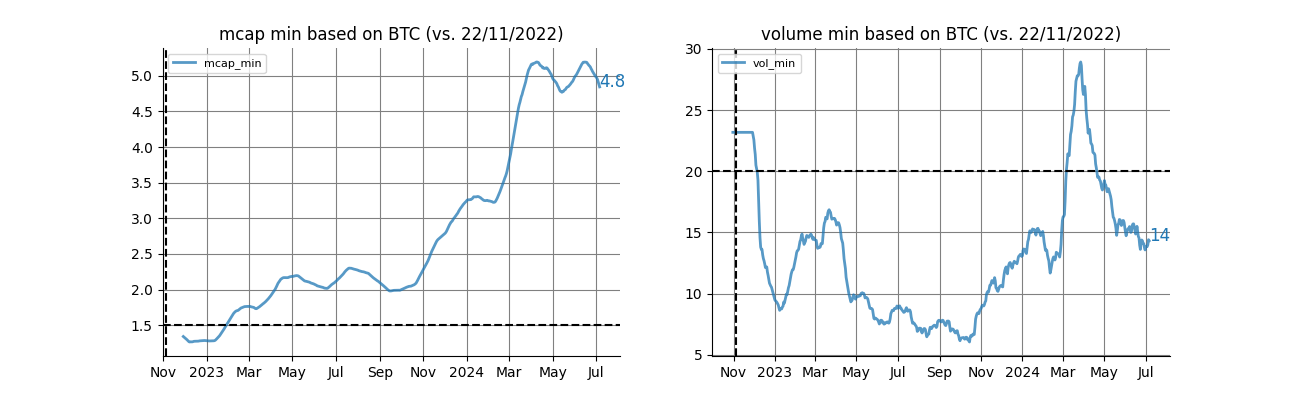 mcap min based on BTC (vs. 22/11/2022)
mcap_min
5.0
4.5
4.0
3.5
3.0
2.5
2.0
1.5
4.8
Nov 2023 Mar May Jul Sep Nov 2024 Mar May Jul
volume min based on BTC (vs. 22/11/2022)
vol_min
30
25
20
15
10
5
14
Nov 2023 Mar May Jul Sep Nov 2024 Mar May Jul